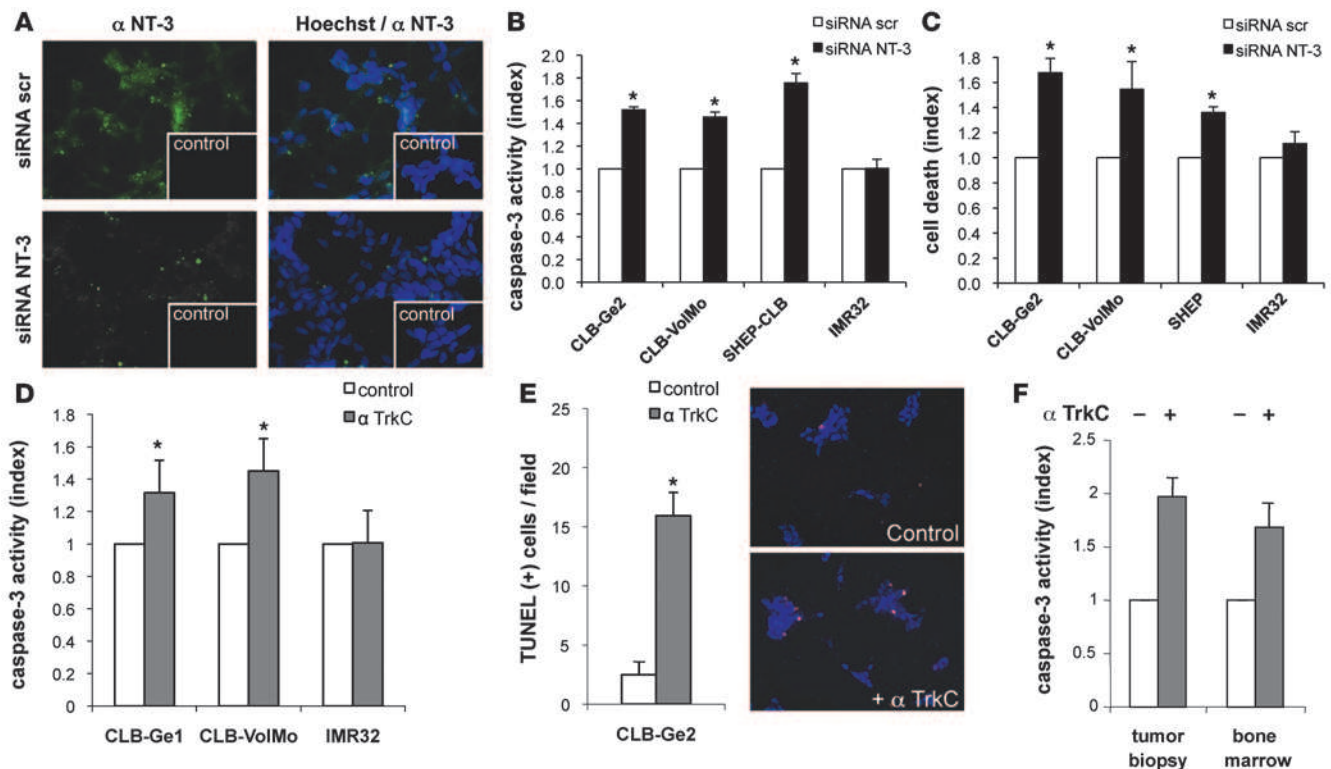 A
α NT-3
Hoechst / α NT-3
siRNA scr
control
control
siRNA NT-3
control
control
B
siRNA scr
siRNA NT-3
caspase-3 activity (index)
2.0
1.8
1.6
1.4
1.2
1.0
0.8
0.6
0.4
0.2
0.0
*
*
*
CLB-Ge2
CLB-VolMo
SHEP-CLB
IMR32
C
siRNA scr
siRNA NT-3
cell death (index)
1.8
1.6
1.4
1.2
1.0
0.8
0.6
0.4
0.2
0.0
*
*
*
CLB-Ge2
CLB-VolMo
SHEP
IMR32
D
control
α TrkC
caspase-3 activity (index)
1.8
1.6
1.4
1.2
1
0.8
0.6
0.4
0.2
0
*
*
CLB-Ge1
CLB-VolMo
IMR32
E
control
α TrkC
TUNEL (+) cells / field
25
20
15
10
5
0
*
CLB-Ge2
Control
+ α TrkC
F
α TrkC – + – +
caspase-3 activity (index)
2.5
2
1.5
1
0.5
0
tumor biopsy
bone marrow